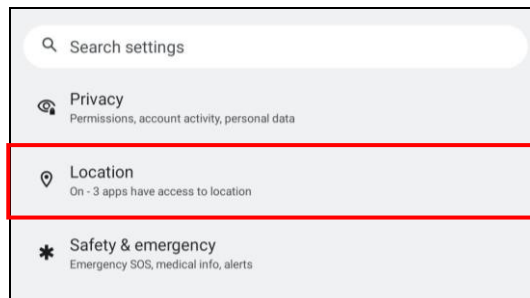 Search settings
Privacy
Permissions, account activity, personal data
Location
On - 3 apps have access to location
Safety & emergency
Emergency SOS, medical info, alerts